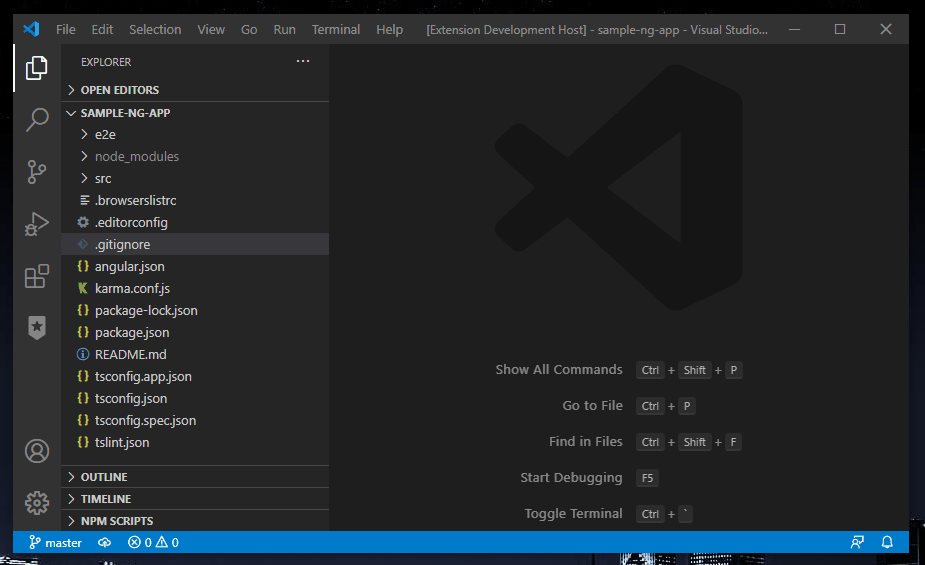 File Edit Selection View Go Run Terminal Help [Extension Development Host] - sample-ng-app - Visual Studio...
EXPLORER
OPEN EDITORS
SAMPLE-NG-APP
e2e
node_modules
src
.browserslistrc
.editorconfig
.gitignore
angular.json
karma.conf.js
package-lock.json
package.json
README.md
tsconfig.app.json
tsconfig.json
tsconfig.spec.json
tslint.json
OUTLINE
TIMELINE
NPM SCRIPTS
Show All Commands Ctrl + Shift + P
Go to File Ctrl + P
Find in Files Ctrl + Shift + F
Start Debugging F5
Toggle Terminal Ctrl + `
master 0 0